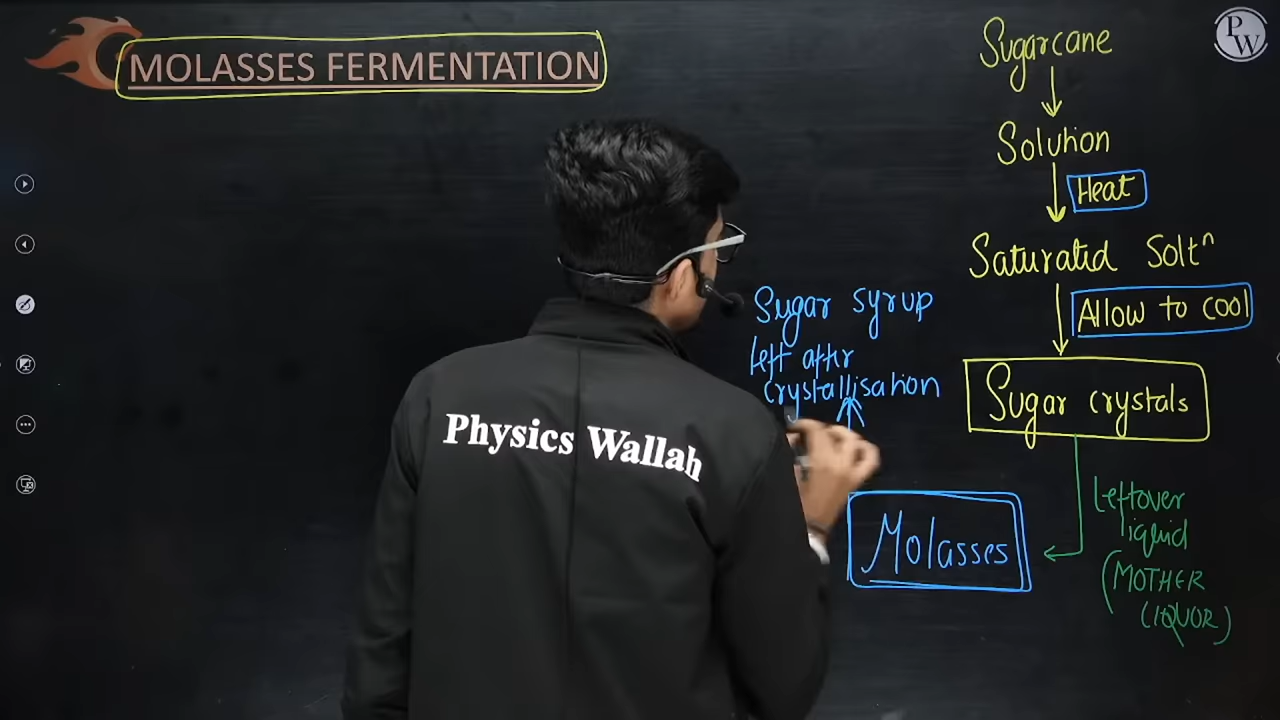 MOLASSES FERMENTATION
PW
Sugarcane
Solution
Heat
Saturated Soltⁿ
Allow to cool
Sugar crystals
Sugar syrup
left after
crystallisation
Leftover
liquid
(MOTHER
LIQUOR)
Molasses
Physics Wallah